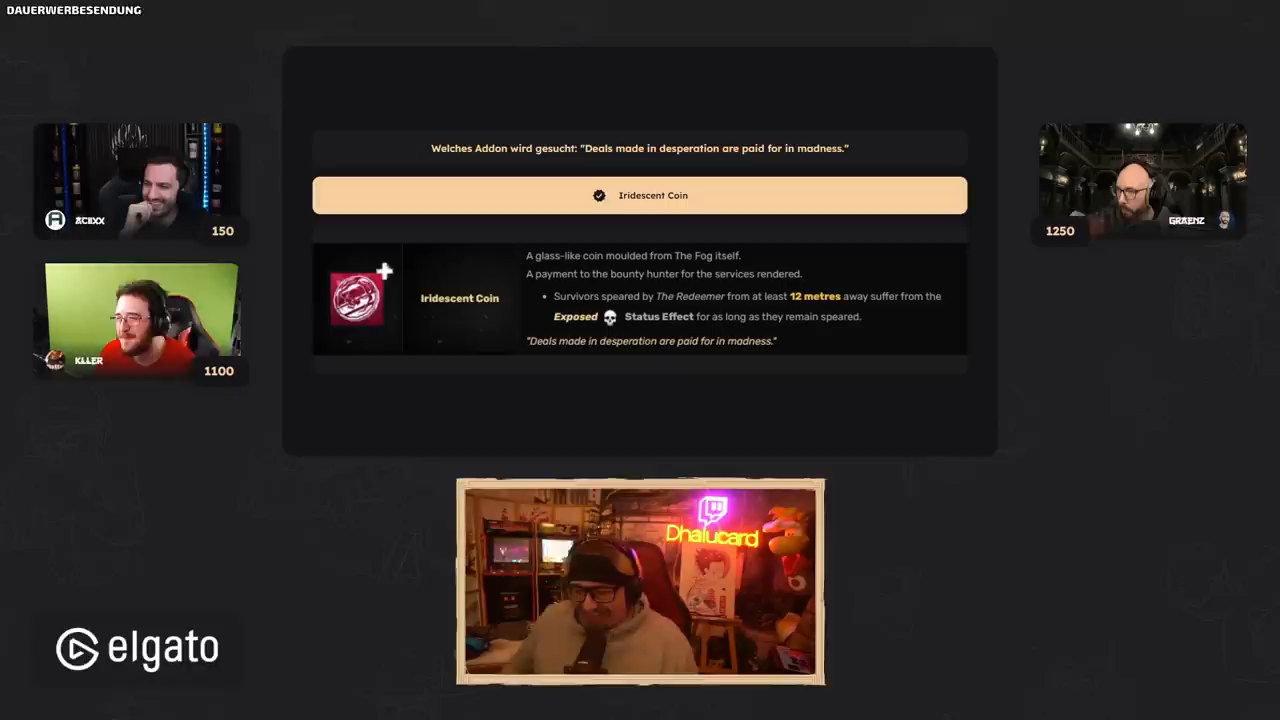 DAUERWERBESENDUNG
Welches Addon wird gesucht: "Deals made in desperation are paid for in madness."
Iridescent Coin
A glass-like coin moulded from The Fog itself.
A payment to the bounty hunter for the services rendered.
Iridescent Coin
• Survivors speared by The Redeemer from at least 12 metres away suffer from the
Exposed Status Effect for as long as they remain speared.
"Deals made in desperation are paid for in madness."
ACIIXX
150
KLLER
1100
GRAENZ
1250
Dhalucard
elgato